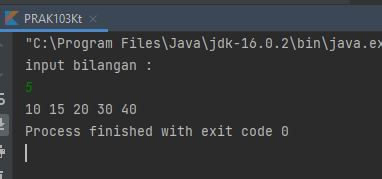 PRAK103Kt
"C:\Program Files\Java\jdk-16.0.2\bin\java.ex
input bilangan :
5
10 15 20 30 40
Process finished with exit code 0